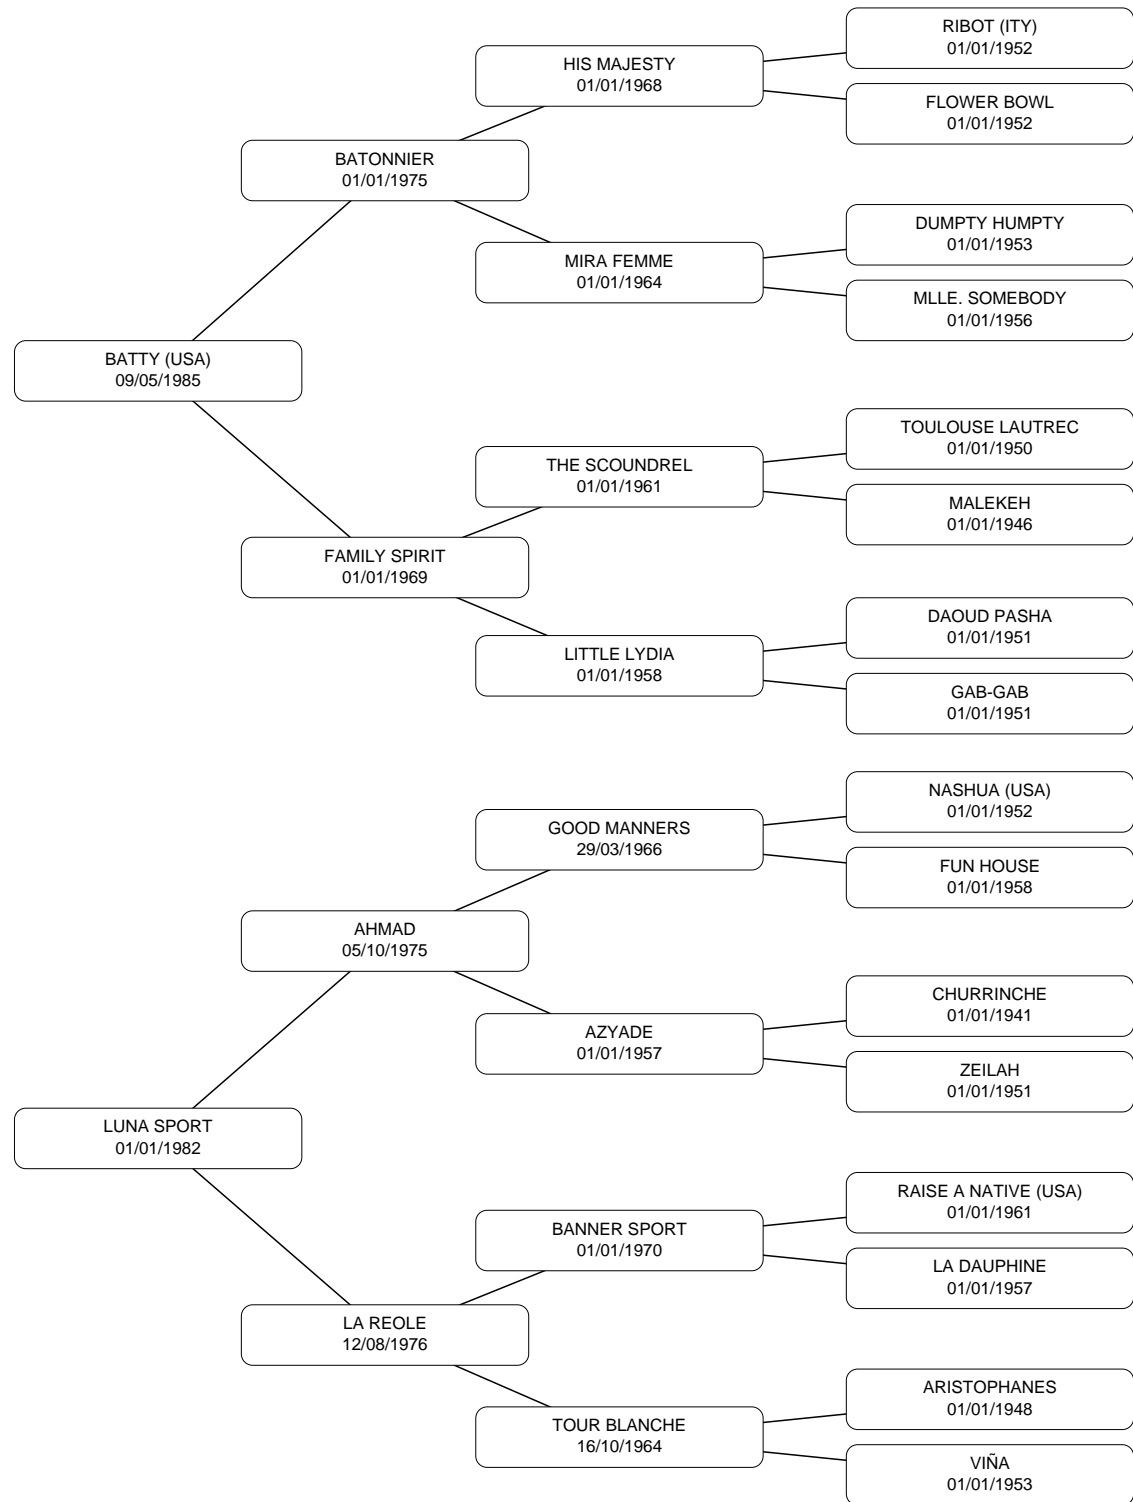 RIBOT (ITY)
01/01/1952
HIS MAJESTY
01/01/1968
FLOWER BOWL
01/01/1952
BATONNIER
01/01/1975
DUMPTY HUMPTY
01/01/1953
MIRA FEMME
01/01/1964
MLLE. SOMEBODY
01/01/1956
BATTY (USA)
09/05/1985
TOULOUSE LAUTREC
01/01/1950
THE SCOUNDREL
01/01/1961
MALEKEH
01/01/1946
FAMILY SPIRIT
01/01/1969
DAOUD PASHA
01/01/1951
LITTLE LYDIA
01/01/1958
GAB-GAB
01/01/1951
NASHUA (USA)
01/01/1952
GOOD MANNERS
29/03/1966
FUN HOUSE
01/01/1958
AHMAD
05/10/1975
CHURRINCHE
01/01/1941
AZYADE
01/01/1957
ZEILAH
01/01/1951
LUNA SPORT
01/01/1982
RAISE A NATIVE (USA)
01/01/1961
BANNER SPORT
01/01/1970
LA DAUPHINE
01/01/1957
LA REOLE
12/08/1976
ARISTOPHANES
01/01/1948
TOUR BLANCHE
16/10/1964
VIÑA
01/01/1953